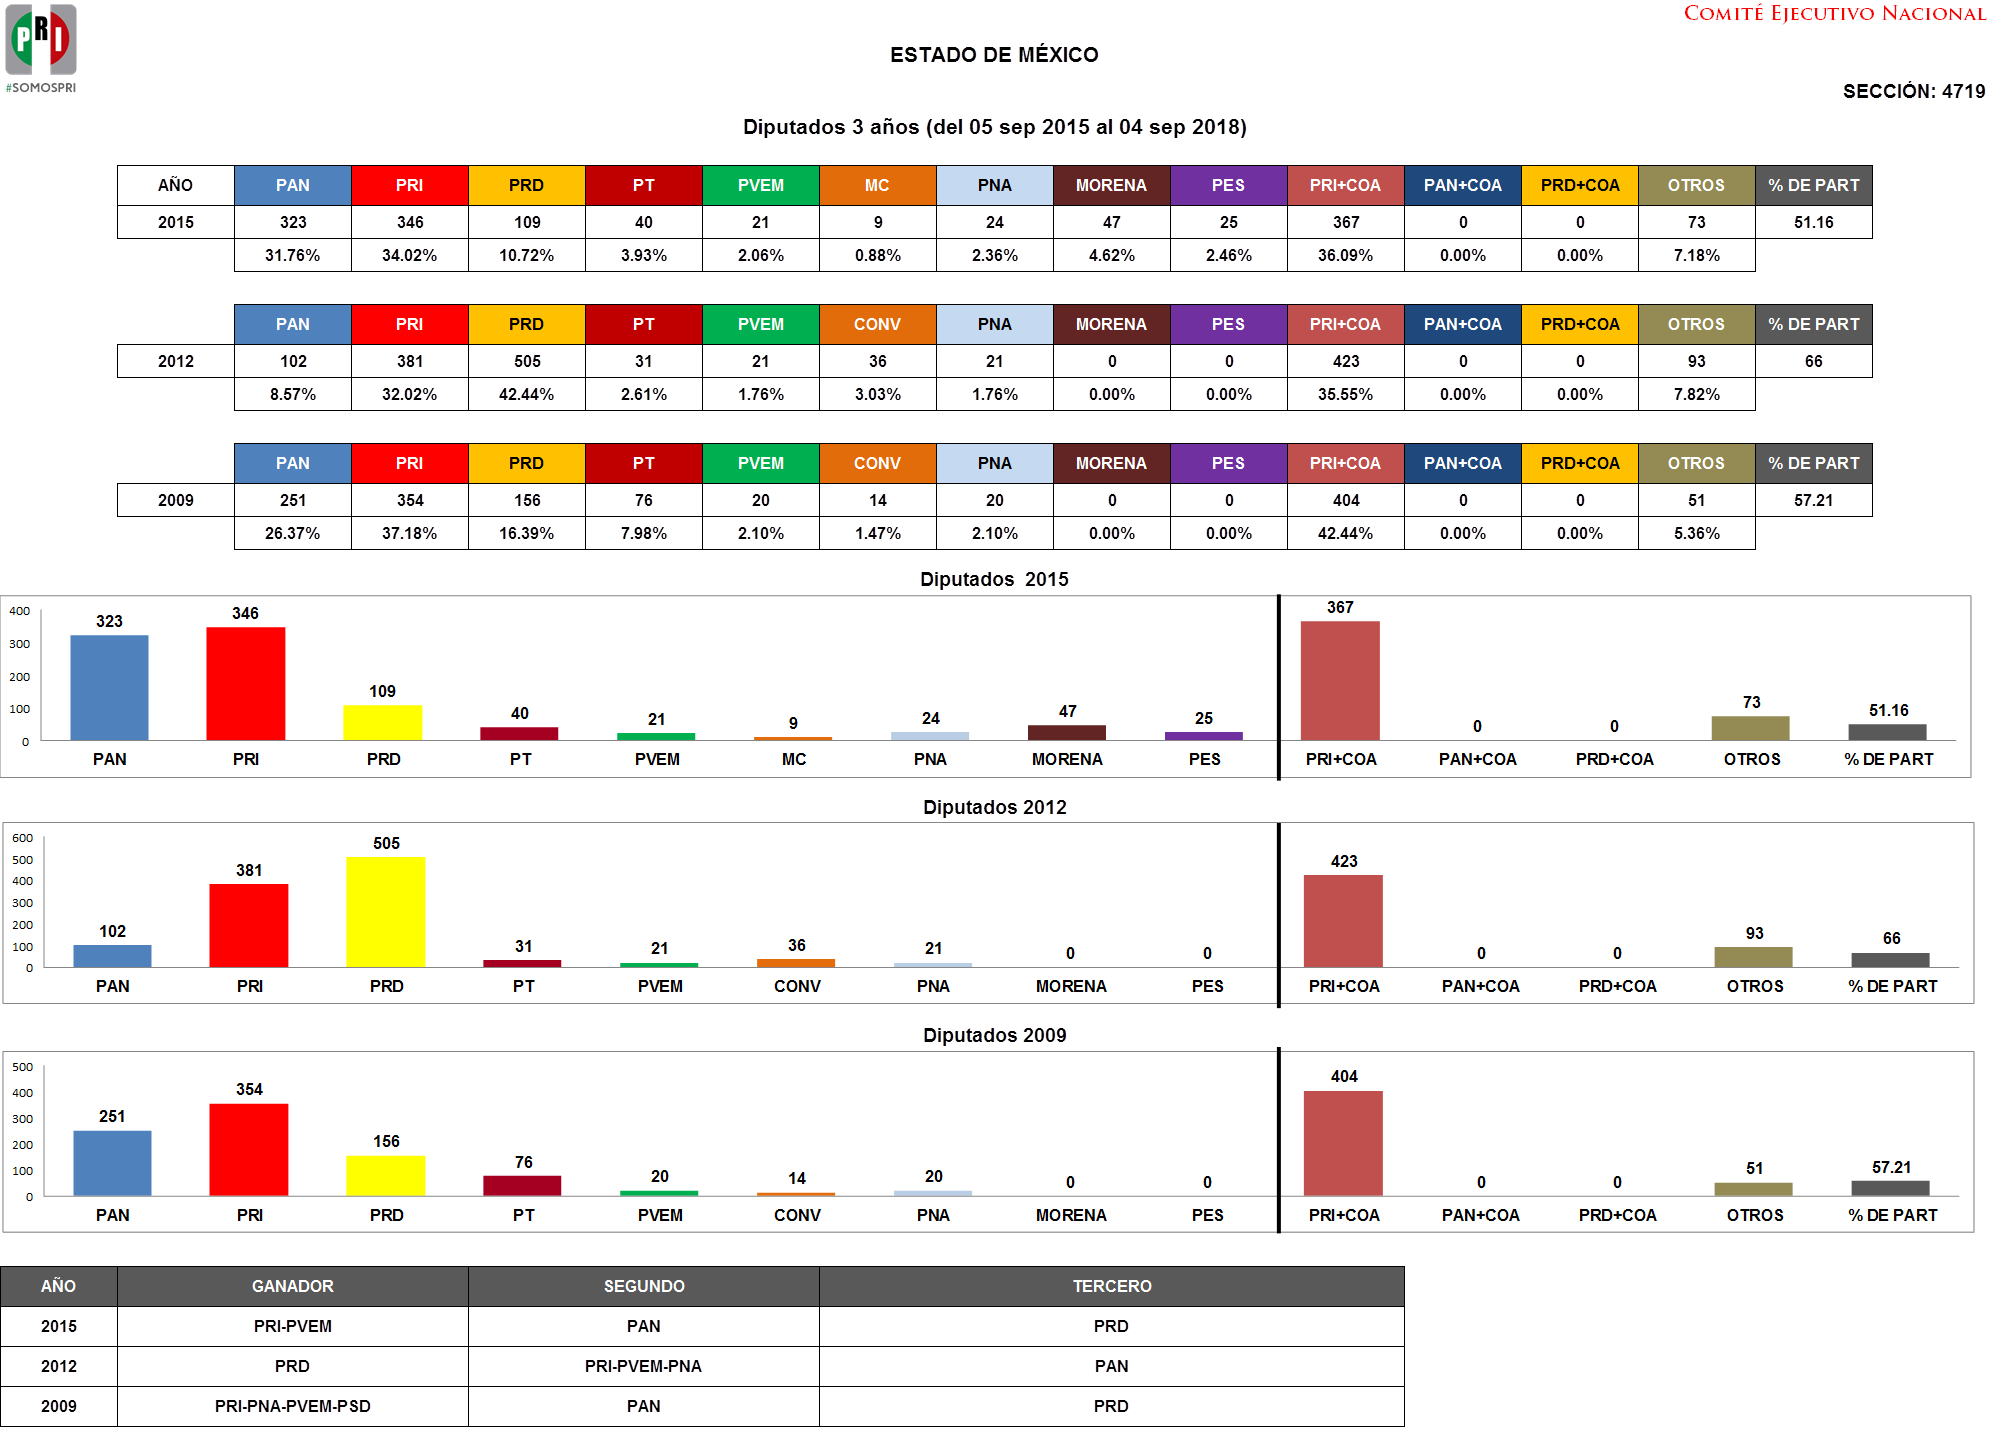 PRI
#SOMOSPRI
COMITÉ EJECUTIVO NACIONAL
ESTADO DE MÉXICO
SECCIÓN: 4719
Diputados 3 años (del 05 sep 2015 al 04 sep 2018)
AÑO PAN PRI PRD PT PVEM MC PNA MORENA PES PRI+COA PAN+COA PRD+COA OTROS % DE PART
2015 323 346 109 40 21 9 24 47 25 367 0 0 73 51.16
31.76% 34.02% 10.72% 3.93% 2.06% 0.88% 2.36% 4.62% 2.46% 36.09% 0.00% 0.00% 7.18%
PAN PRI PRD PT PVEM CONV PNA MORENA PES PRI+COA PAN+COA PRD+COA OTROS % DE PART
2012 102 381 505 31 21 36 21 0 0 423 0 0 93 66
8.57% 32.02% 42.44% 2.61% 1.76% 3.03% 1.76% 0.00% 0.00% 35.55% 0.00% 0.00% 7.82%
PAN PRI PRD PT PVEM CONV PNA MORENA PES PRI+COA PAN+COA PRD+COA OTROS % DE PART
2009 251 354 156 76 20 14 20 0 0 404 0 0 51 57.21
26.37% 37.18% 16.39% 7.98% 2.10% 1.47% 2.10% 0.00% 0.00% 42.44% 0.00% 0.00% 5.36%
Diputados 2015
400
300
200
100
0
323 346 109 40 21 9 24 47 25 367 0 0 73 51.16
PAN PRI PRD PT PVEM MC PNA MORENA PES PRI+COA PAN+COA PRD+COA OTROS % DE PART
Diputados 2012
600
500
400
300
200
100
0
102 381 505 31 21 36 21 0 0 423 0 0 93 66
PAN PRI PRD PT PVEM CONV PNA MORENA PES PRI+COA PAN+COA PRD+COA OTROS % DE PART
Diputados 2009
500
400
300
200
100
0
251 354 156 76 20 14 20 0 0 404 0 0 51 57.21
PAN PRI PRD PT PVEM CONV PNA MORENA PES PRI+COA PAN+COA PRD+COA OTROS % DE PART
AÑO GANADOR SEGUNDO TERCERO
2015 PRI-PVEM PAN PRD
2012 PRD PRI-PVEM-PNA PAN
2009 PRI-PNA-PVEM-PSD PAN PRD